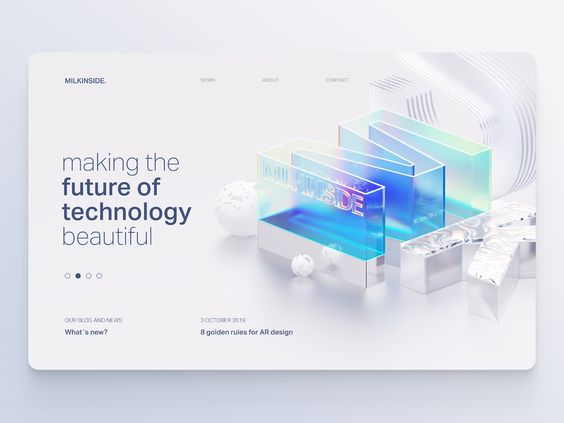 MILKINSIDE.
WORK
ABOUT
CONTACT
making the
future of
technology
beautiful
MILKINSIDE
OUR BLOG AND NEWS
What`s new?
3 OCTOBER 2019
8 golden rules for AR design